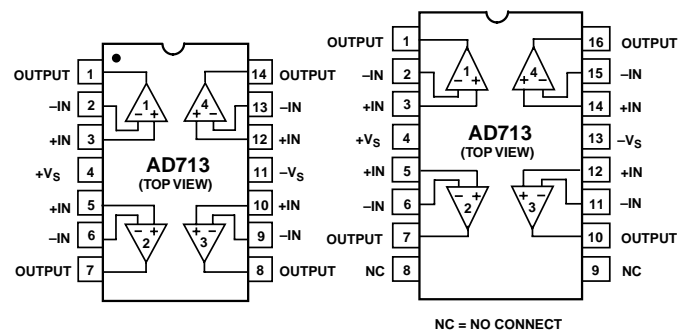 OUTPUT 1 14 OUTPUT
–IN 2 1 4 13 –IN
– + + –
+IN 3 12 +IN
+VS 4 AD713 11 –VS
(TOP VIEW)
+IN 5 10 +IN
– + + –
–IN 6 2 3 9 –IN
OUTPUT 7 8 OUTPUT
OUTPUT 1 16 OUTPUT
–IN 2 1 4 15 –IN
– + + –
+IN 3 14 +IN
+VS 4 AD713 13 –VS
(TOP VIEW)
+IN 5 12 +IN
– + + –
–IN 6 2 3 11 –IN
OUTPUT 7 10 OUTPUT
NC 8 9 NC
NC = NO CONNECT